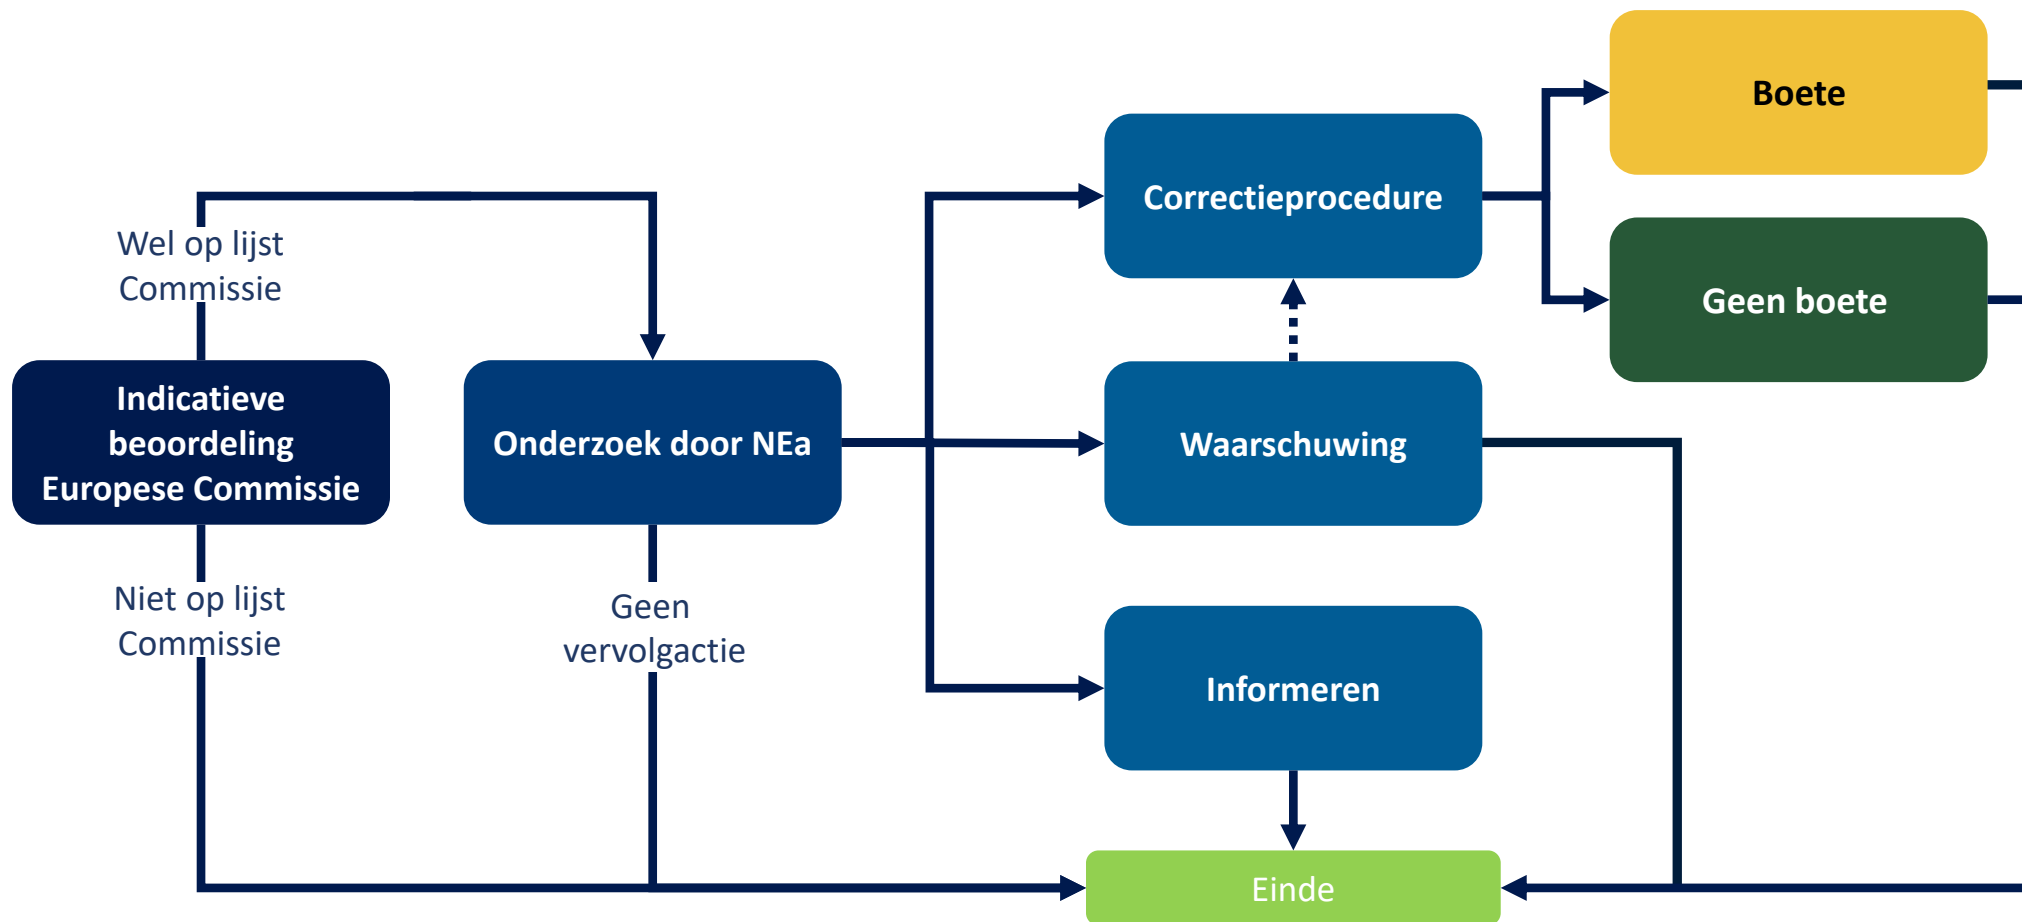 Boete
Correctieprocedure
Wel op lijst
Commissie
Geen boete
Indicatieve
beoordeling
Europese Commissie
Onderzoek door NEa
Waarschuwing
Niet op lijst
Commissie
Geen
vervolgactie
Informeren
Einde